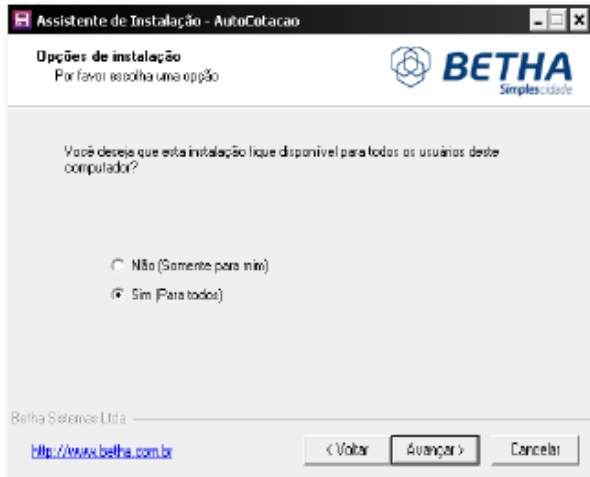 Assistente de Instalação - AutoCotacao
Opções de instalação
Por favor escolha uma opção
BETHA
Simplescidade
Você deseja que esta instalação fique disponível para todos os usuários deste
computador?
Não (Somente para mim)
Sim (Para todos)
Betha Sistemas Ltda
http://www.betha.com.br
< Voltar
Avançar >
Cancelar